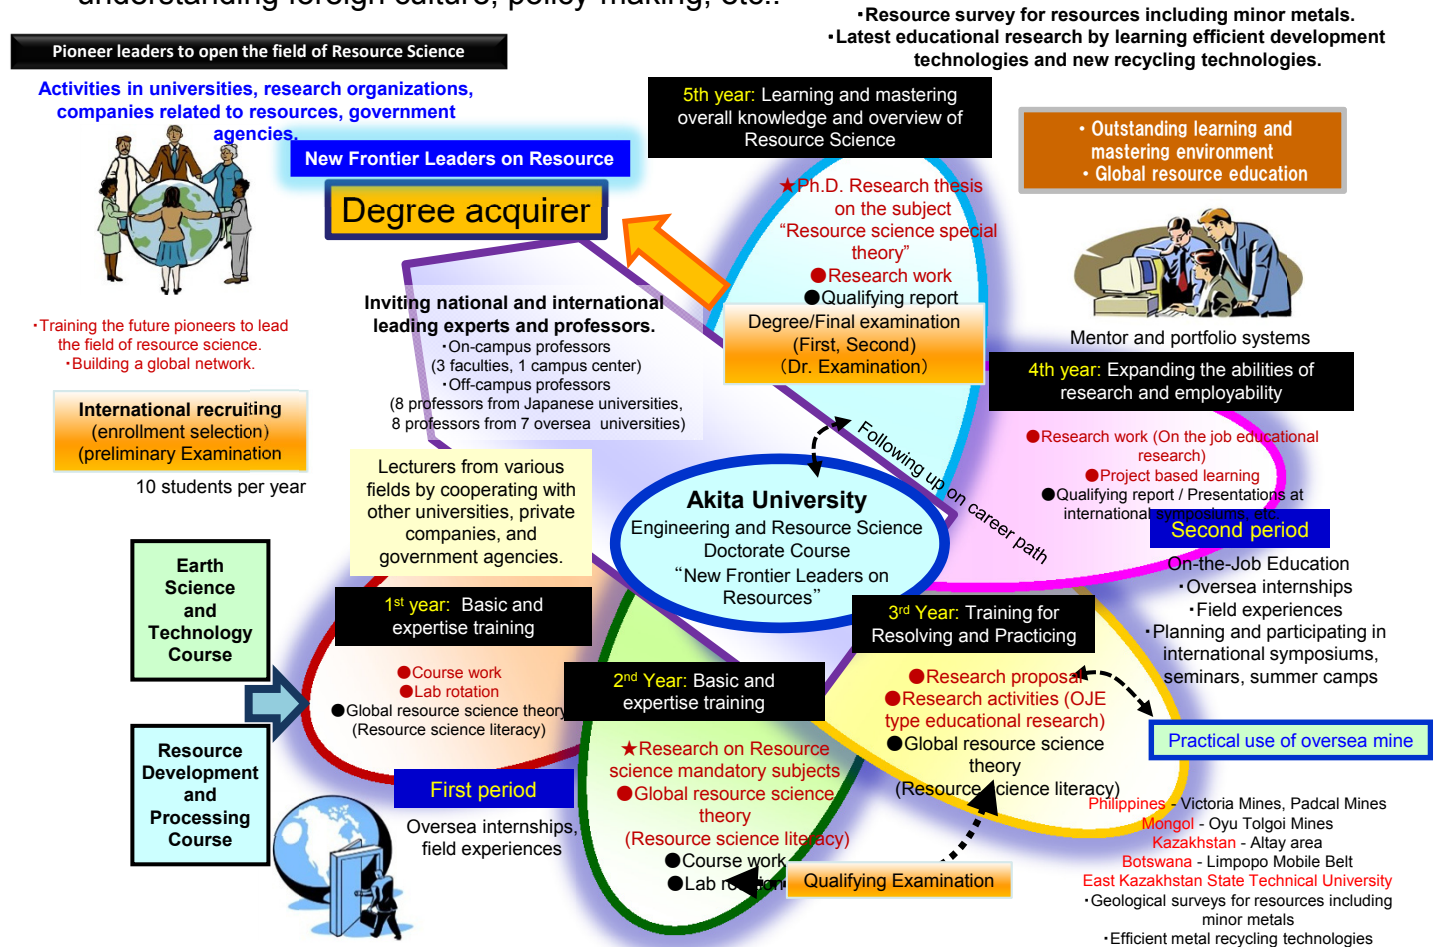 understanding foreign culture, policy making, etc..
・Resource survey for resources including minor metals.
・Latest educational research by learning efficient development
technologies and new recycling technologies.
Pioneer leaders to open the field of Resource Science
Activities in universities, research organizations,
companies related to resources, government
agencies.
New Frontier Leaders on Resource
Degree acquirer
5th year: Learning and mastering
overall knowledge and overview of
Resource Science
・Outstanding learning and
mastering environment
・Global resource education
★Ph.D. Research thesis
on the subject
“Resource science special
theory”
●Research work
●Qualifying report
Degree/Final examination
(First, Second)
(Dr. Examination)
Mentor and portfolio systems
Inviting national and international
leading experts and professors.
・On-campus professors
(3 faculties, 1 campus center)
・Off-campus professors
(8 professors from Japanese universities,
8 professors from 7 oversea universities)
・Training the future pioneers to lead
the field of resource science.
・Building a global network.
International recruiting
(enrollment selection)
(preliminary Examination
10 students per year
4th year: Expanding the abilities of
research and employability
●Research work (On the job educational
research)
●Project based learning
●Qualifying report / Presentations at
international symposiums, etc.
Following up on career path
Lecturers from various
fields by cooperating with
other universities, private
companies, and
government agencies.
Akita University
Engineering and Resource Science
Doctorate Course
“New Frontier Leaders on
Resources”
Second period
On-the-Job Education
・Oversea internships
・Field experiences
・Planning and participating in
international symposiums,
seminars, summer camps
Earth
Science
and
Technology
Course
Resource
Development
and
Processing
Course
1st year: Basic and
expertise training
●Course work
●Lab rotation
●Global resource science theory
(Resource science literacy)
First period
Oversea internships,
field experiences
2nd Year: Basic and
expertise training
★Research on Resource
science mandatory subjects
●Global resource science
theory
(Resource science literacy)
●Course work
●Lab rotation
3rd Year: Training for
Resolving and Practicing
●Research proposal
●Research activities (OJE
type educational research)
●Global resource science
theory
(Resource science literacy)
Qualifying Examination
Practical use of oversea mine
Philippines - Victoria Mines, Padcal Mines
Mongol - Oyu Tolgoi Mines
Kazakhstan - Altay area
Botswana - Limpopo Mobile Belt
East Kazakhstan State Technical University
・Geological surveys for resources including
minor metals
・Efficient metal recycling technologies